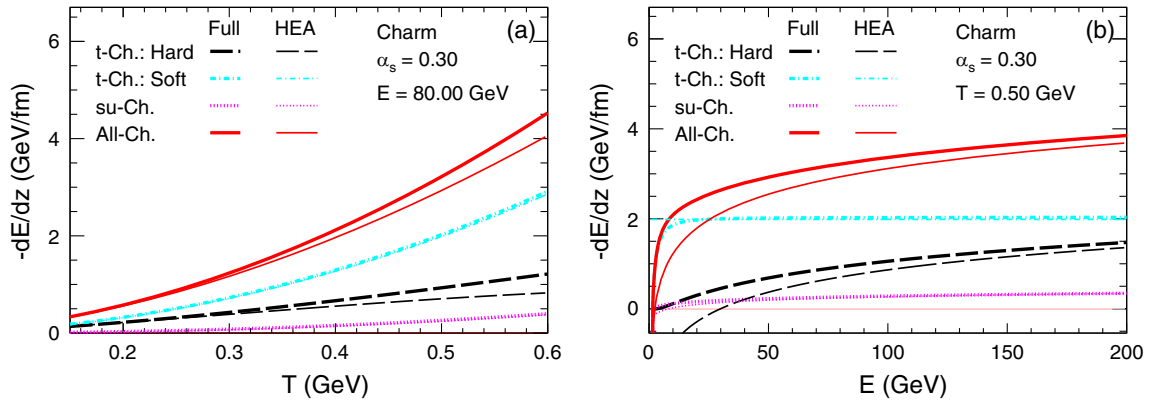 Full HEA Charm (a)
t-Ch.: Hard
t-Ch.: Soft αs = 0.30
su-Ch. E = 80.00 GeV
All-Ch.
-dE/dz (GeV/fm)
6
4
2
0
0.2 0.3 0.4 0.5 0.6
T (GeV)
Full HEA Charm (b)
t-Ch.: Hard
t-Ch.: Soft αs = 0.30
su-Ch. T = 0.50 GeV
All-Ch.
-dE/dz (GeV/fm)
6
4
2
0
0 50 100 150 200
E (GeV)